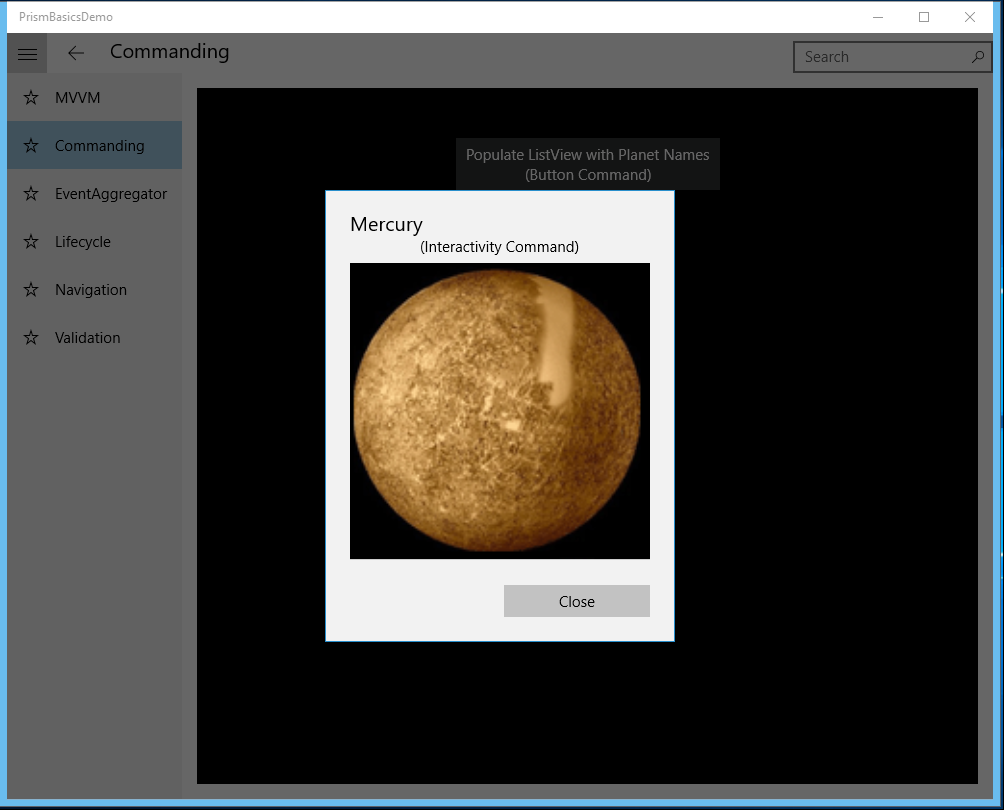 PrismBasicsDemo
Commanding
Search
MVVM
Commanding
EventAggregator
Lifecycle
Navigation
Validation
Populate ListView with Planet Names
(Button Command)
Mercury
(Interactivity Command)
Close